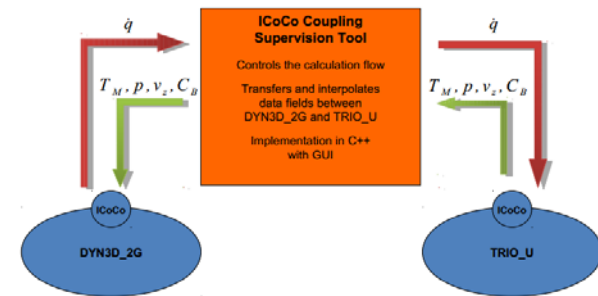 ICoCo Coupling
Supervision Tool
Controls the calculation flow
Transfers and interpolates
data fields between
DYN3D_2G and TRIO_U
Implementation in C++
with GUI
q̇
T_M, p, v_z, C_B
q̇
T_M, p, v_z, C_B
ICoCo
DYN3D_2G
ICoCo
TRIO_U